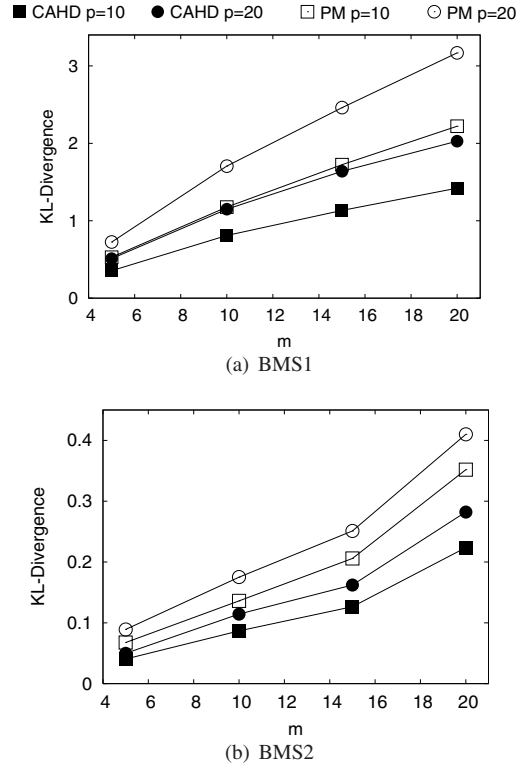 CAHD p=10 CAHD p=20 PM p=10 PM p=20
3
2
1
0
KL-Divergence
4 6 8 10 12 14 16 18 20
m
(a) BMS1
0.4
0.3
0.2
0.1
0
KL-Divergence
4 6 8 10 12 14 16 18 20
m
(b) BMS2